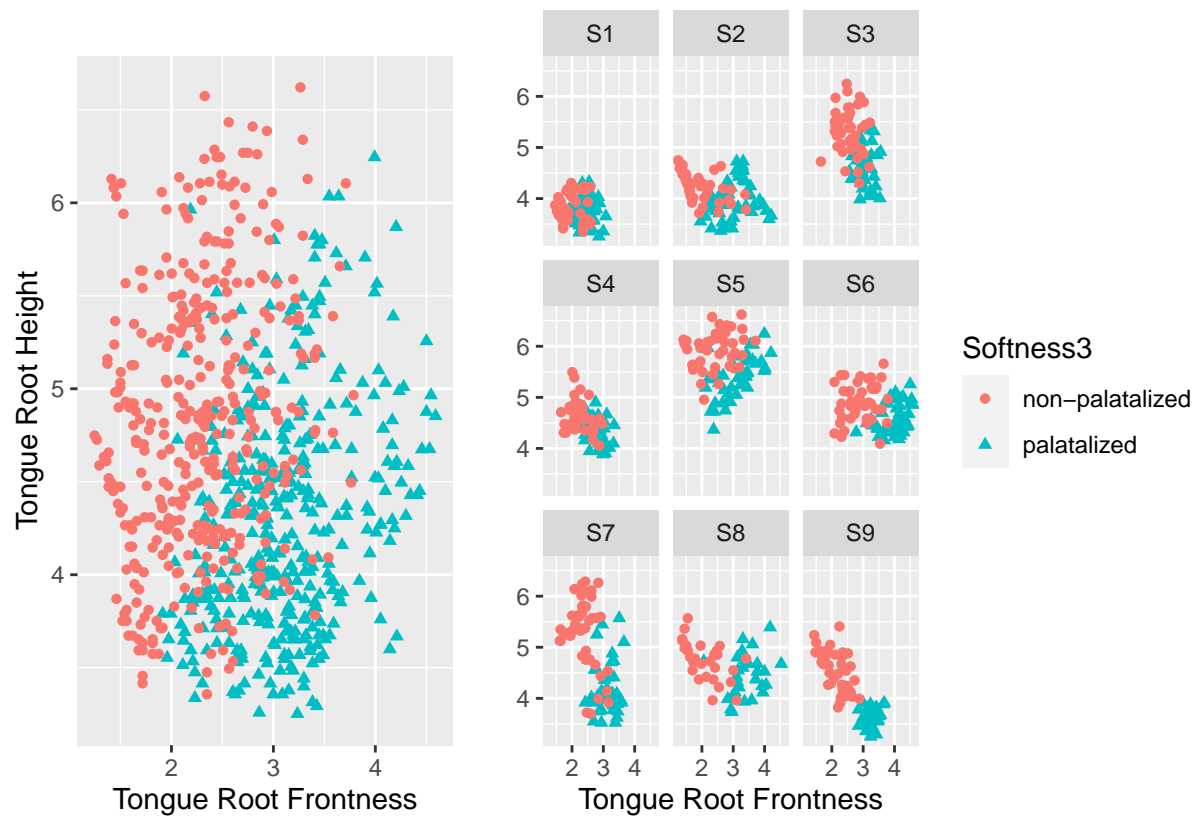 Tongue Root Height
6
5
4
2 3 4
Tongue Root Frontness
S1 S2 S3
6
5
4
S4 S5 S6
6
5
4
S7 S8 S9
6
5
4
2 3 4 2 3 4 2 3 4
Tongue Root Frontness
Softness3
non−palatalized
palatalized